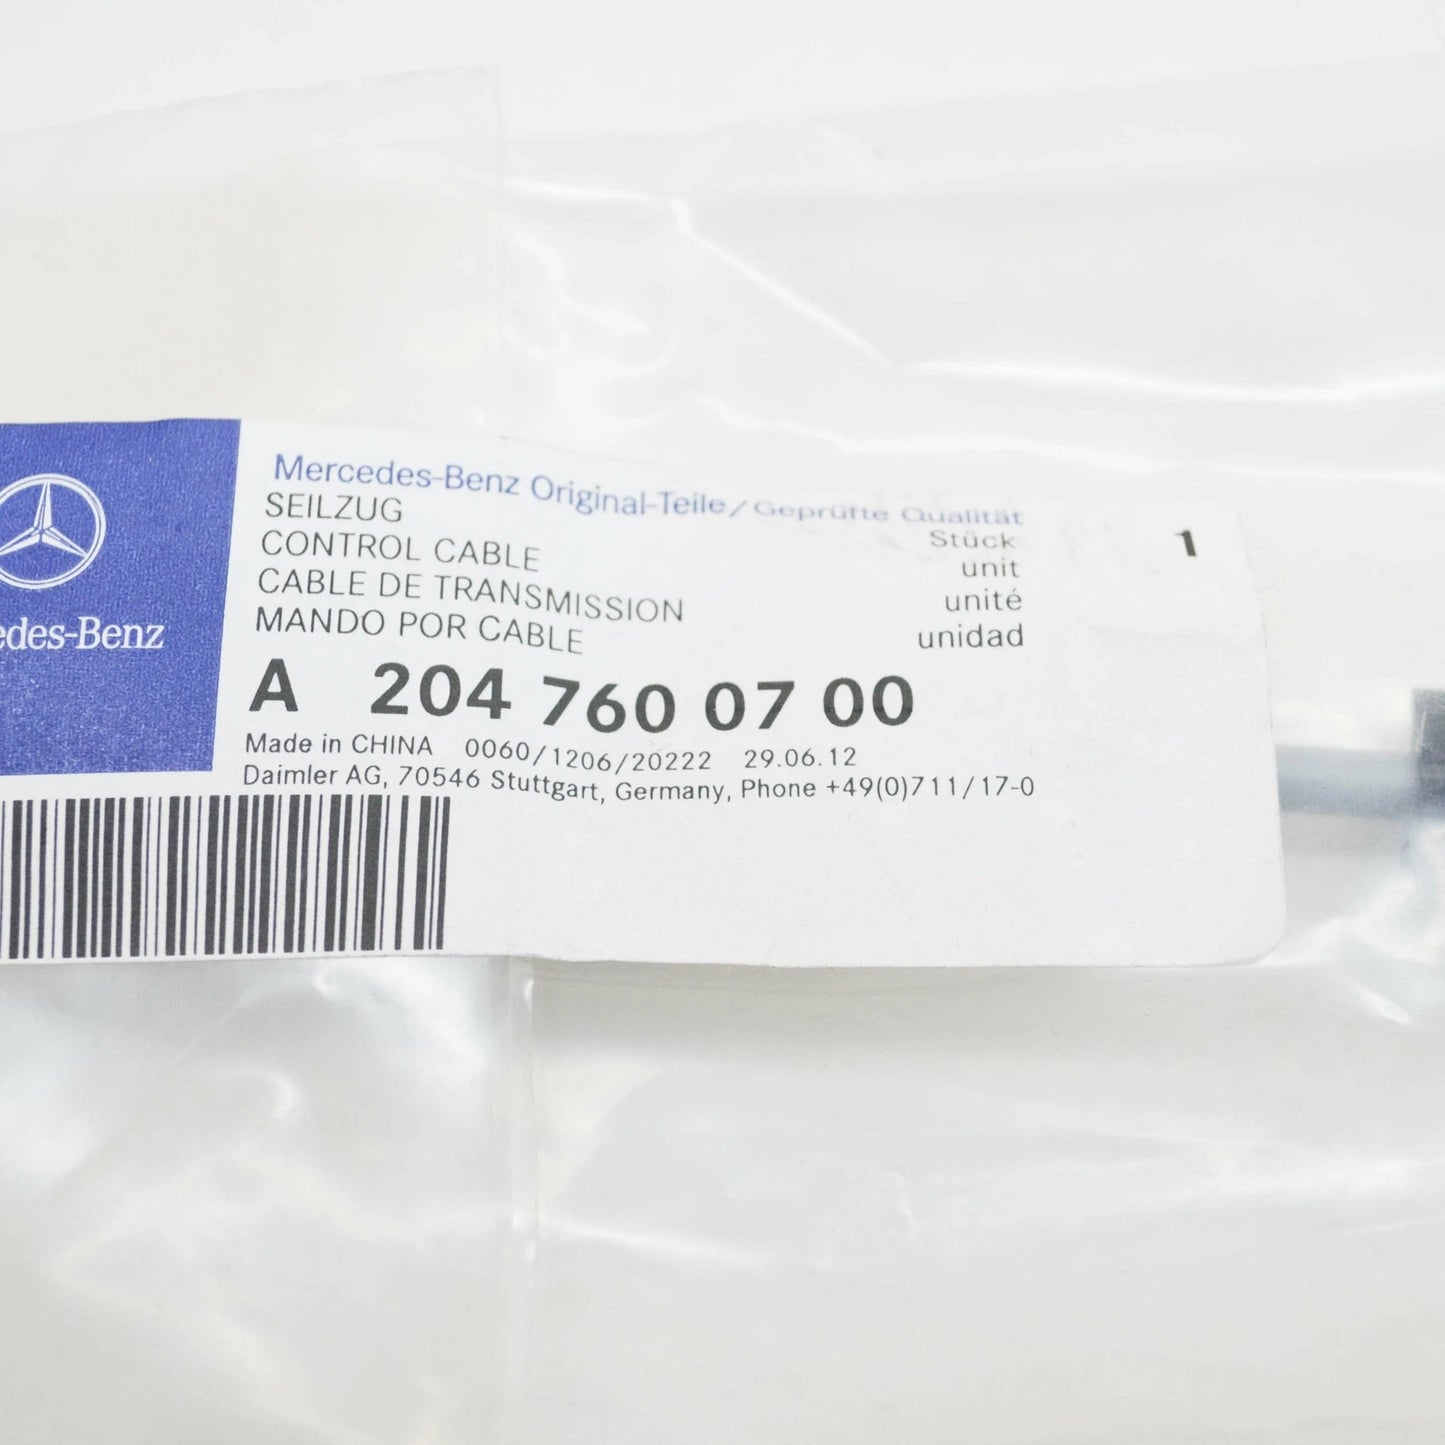 Mercedes-Benz Original-Teile/Geprüfte Qualität
SEILZUG
CONTROL CABLE
CABLE DE TRANSMISSION
MANDO POR CABLE
Stück
unit
unité
unidad
1
edes-Benz
A 204 760 07 00
Made in CHINA 0060/1206/20222 29.06.12
Daimler AG, 70546 Stuttgart, Germany, Phone +49(0)711/17-0